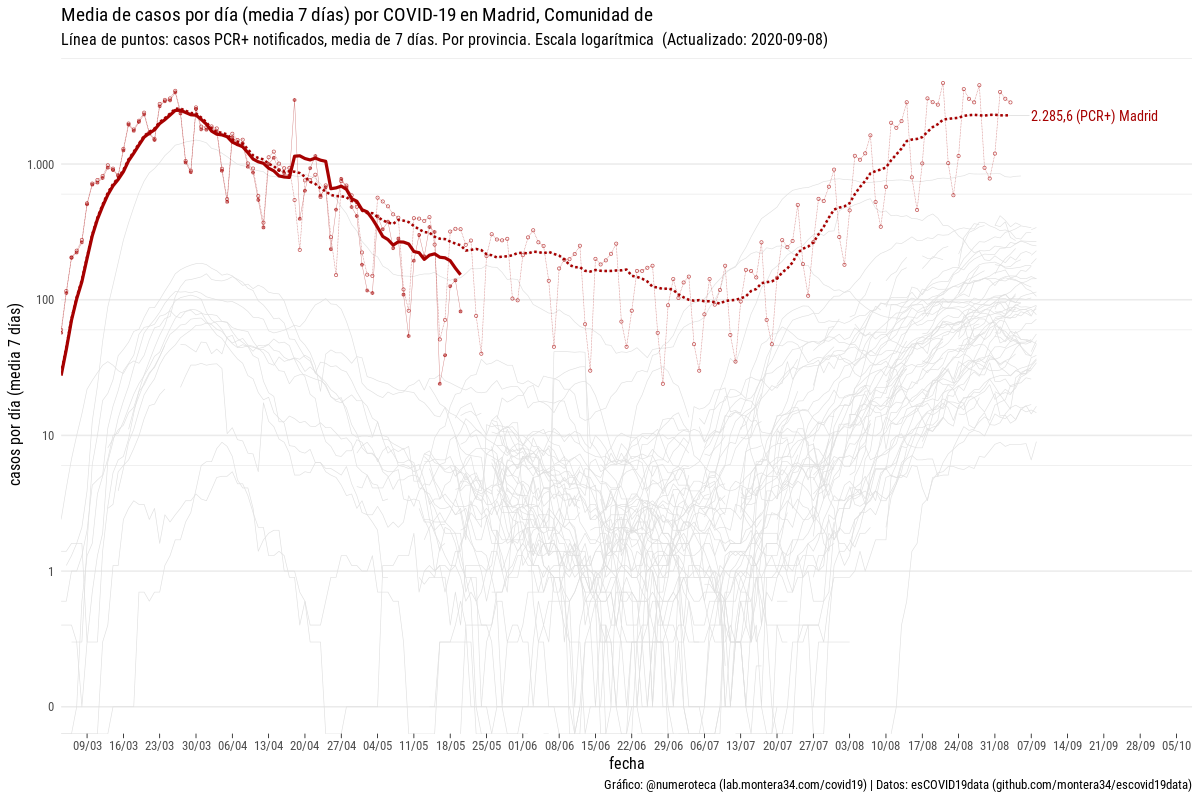 Media de casos por día (media 7 días) por COVID-19 en Madrid, Comunidad de
Línea de puntos: casos PCR+ notificados, media de 7 días. Por provincia. Escala logarítmica (Actualizado: 2020-09-08)
2.285,6 (PCR+) Madrid
1.000
100
10
1
0
casos por día (media 7 días)
09/03 16/03 23/03 30/03 06/04 13/04 20/04 27/04 04/05 11/05 18/05 25/05 01/06 08/06 15/06 22/06 29/06 06/07 13/07 20/07 27/07 03/08 10/08 17/08 24/08 31/08 07/09 14/09 21/09 28/09 05/10
fecha
Gráfico: @numeroteca (lab.montera34.com/covid19) | Datos: esCOVID19data (github.com/montera34/escovid19data)